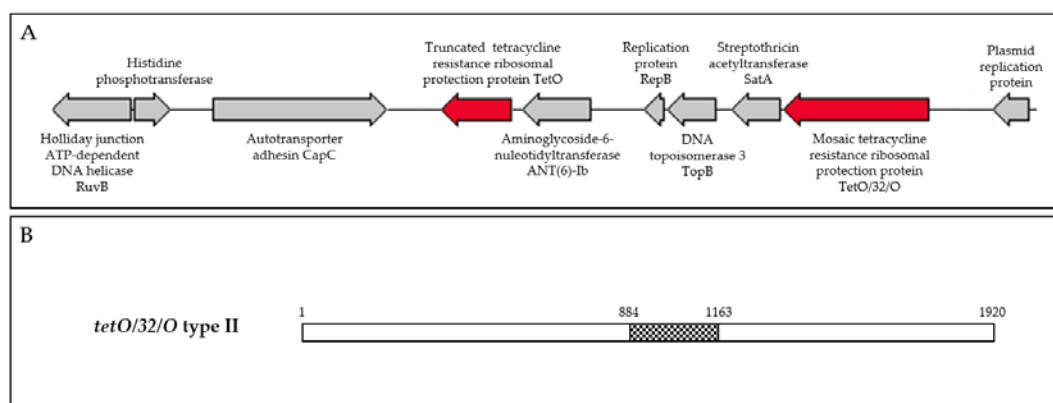 A
Histidine
phosphotransferase
Truncated tetracycline
resistance ribosomal
protection protein TetO
Replication
protein
RepB
Streptothricin
acetyltransferase
SatA
Plasmid
replication
protein
Holliday junction
ATP-dependent
DNA helicase
RuvB
Autotransporter
adhesin CapC
Aminoglycoside-6-
nuleotidyltransferase
ANT(6)-Ib
DNA
topoisomerase 3
TopB
Mosaic tetracycline
resistance ribosomal
protection protein
TetO/32/O
B
tetO/32/O type II
1
884
1163
1920